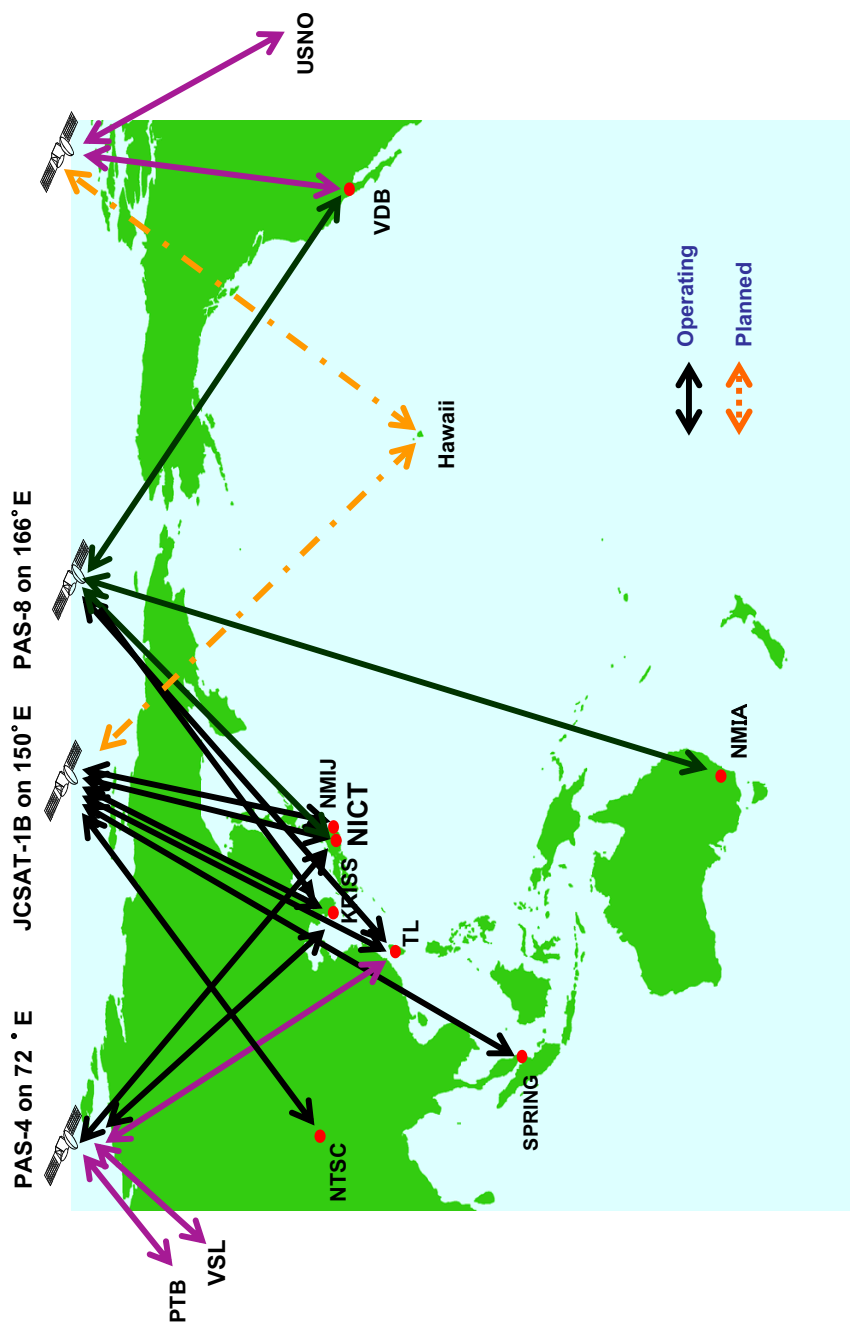 PAS-4 on 72 ° E
JCSAT-1B on 150°E
PAS-8 on 166°E
USNO
PTB
VSL
NTSC
SPRING
TL
KRISS
NMIJ
NICT
NMIA
Hawaii
VDB
Operating
Planned